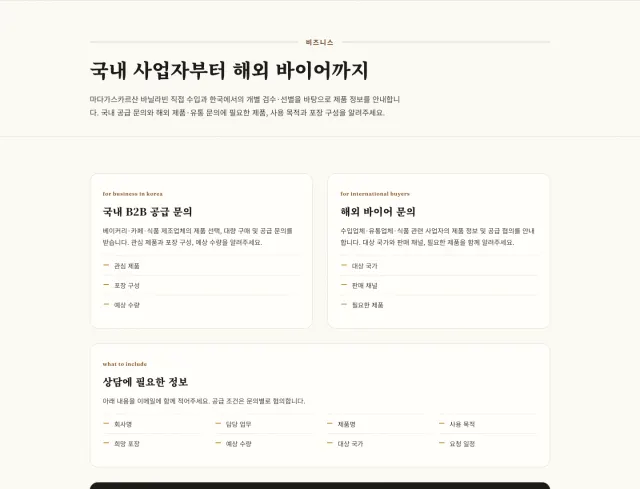 비즈니스
국내 사업자부터 해외 바이어까지
마다가스카르산 바닐라빈 직접 수입과 한국에서의 개별 검수·선별을 바탕으로 제품 정보를 안내합니
다. 국내 공급 문의와 해외 제품·유통 문의에 필요한 제품, 사용 목적과 포장 구성을 알려주세요.
for business in korea
국내 B2B 공급 문의
베이커리·카페·식품 제조업체의 제품 선택, 대량 구매 및 공급 문의를
받습니다. 관심 제품과 포장 구성, 예상 수량을 알려주세요.
관심 제품
포장 구성
예상 수량
for international buyers
해외 바이어 문의
수입업체·유통업체·식품 관련 사업자의 제품 정보 및 공급 협의를 안내
합니다. 대상 국가와 판매 채널, 필요한 제품을 함께 알려주세요.
대상 국가
판매 채널
필요한 제품
what to include
상담에 필요한 정보
아래 내용을 이메일에 함께 적어주세요. 공급 조건은 문의별로 협의합니다.
회사명
담당 업무
제품명
사용 목적
희망 포장
예상 수량
대상 국가
요청 일정